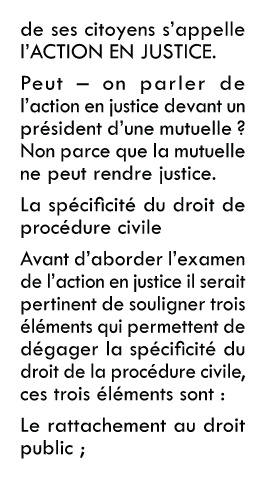 de ses citoyens s’appelle
l’ACTION EN JUSTICE.
Peut – on parler de
l’action en justice devant un
président d’une mutuelle ?
Non parce que la mutuelle
ne peut rendre justice.
La spécificité du droit de
procédure civile
Avant d’aborder l’examen
de l’action en justice il serait
pertinent de souligner trois
éléments qui permettent de
dégager la spécificité du
droit de la procédure civile,
ces trois éléments sont :
Le rattachement au droit
public ;